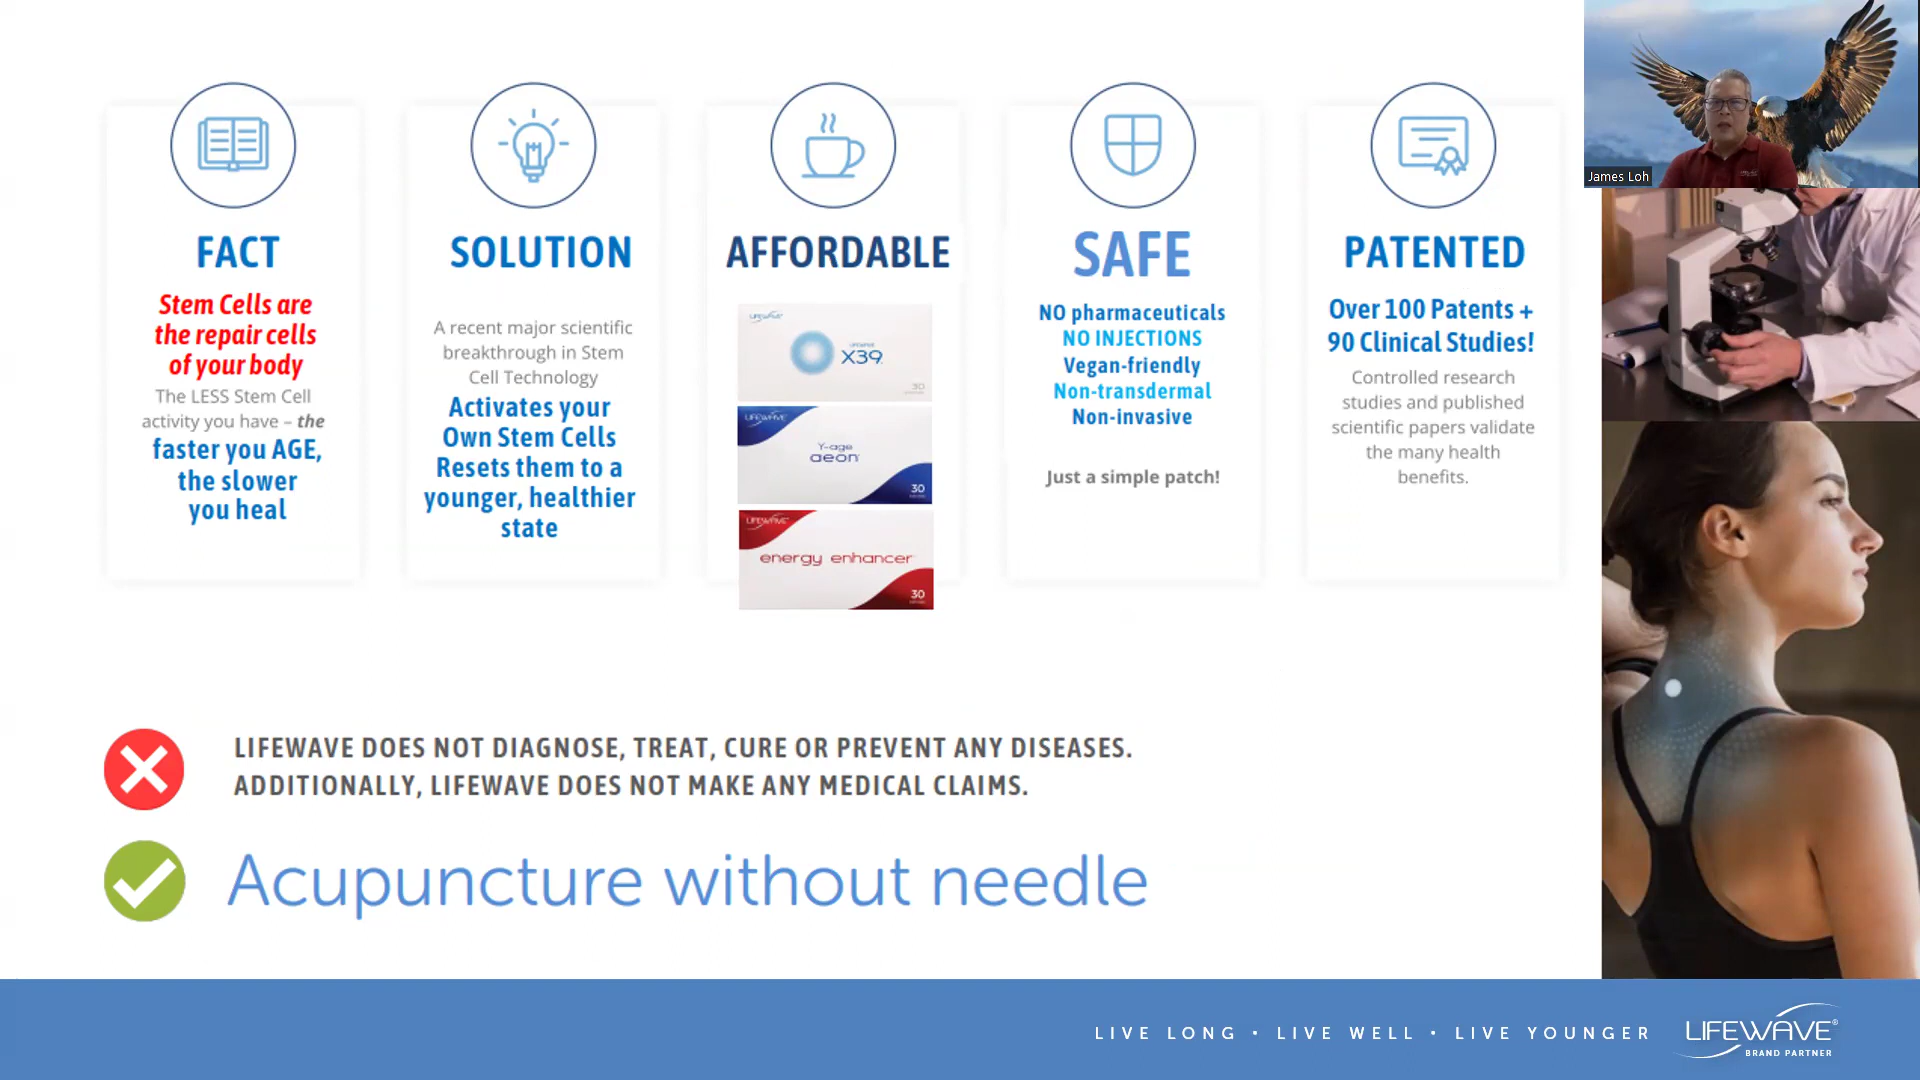 James Loh
FACT
Stem Cells are
the repair cells
of your body
The LESS Stem Cell
activity you have – the
faster you AGE,
the slower
you heal
SOLUTION
A recent major scientific
breakthrough in Stem
Cell Technology
Activates your
Own Stem Cells
Resets them to a
younger, healthier
state
AFFORDABLE
LIFEWAVE
LIFEWAVE
X39
30
LIFEWAVE
Y-age
aeon
30
LIFEWAVE
energy enhancer
30
SAFE
NO pharmaceuticals
NO INJECTIONS
Vegan-friendly
Non-transdermal
Non-invasive
Just a simple patch!
PATENTED
Over 100 Patents +
90 Clinical Studies!
Controlled research
studies and published
scientific papers validate
the many health
benefits.
LIFEWAVE DOES NOT DIAGNOSE, TREAT, CURE OR PREVENT ANY DISEASES.
ADDITIONALLY, LIFEWAVE DOES NOT MAKE ANY MEDICAL CLAIMS.
Acupuncture without needle
LIVE LONG • LIVE WELL • LIVE YOUNGER
LIFEWAVE®
BRAND PARTNER